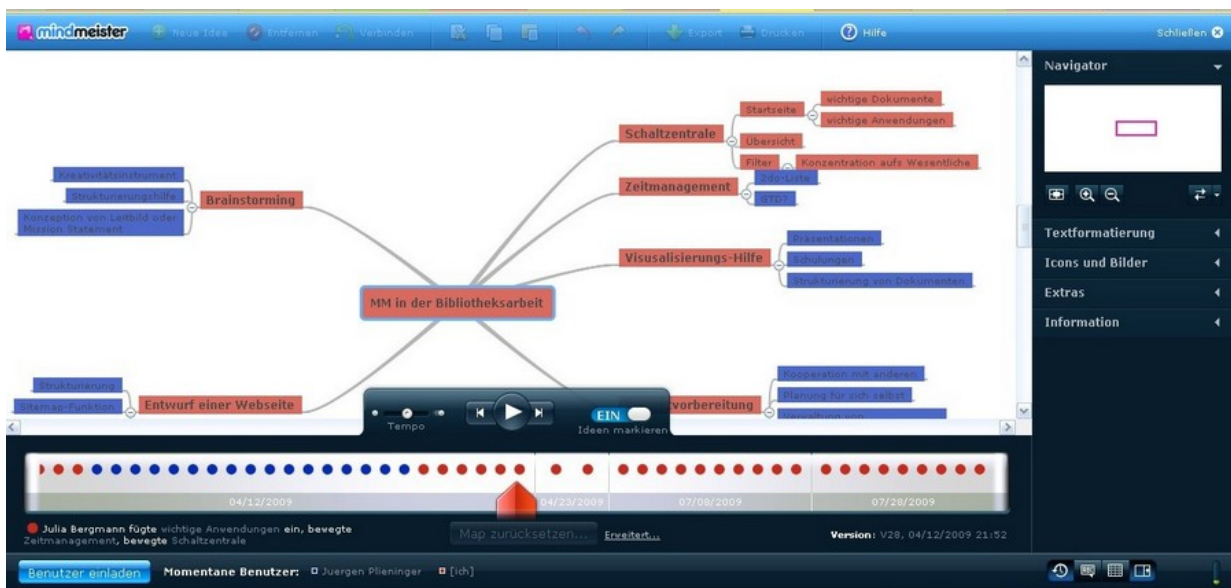 mindmeister
Neue Idee
Entfernen
Verbinden
Export
Drucken
Hilfe
Schließen
Navigator
Textformatierung
Icons und Bilder
Extras
Information
Schaltzentrale
Startseite
wichtige Dokumente
wichtige Anwendungen
Übersicht
Filter
Konzentration aufs Wesentliche
Zeitmanagement
2do-Liste
GTD?
Visusalisierungs-Hilfe
Präsentationen
Schulungen
Strukturierung von Dokumenten
Kreativitätsinstrument
Strukturierungshilfe
Konzeption von Leitbild oder
Mission Statement
Brainstorming
MM in der Bibliotheksarbeit
Strukturierung
Sitemap-Funktion
Entwurf einer Webseite
tvorbereitung
Kooperation mit anderen
Planung für sich selbst
Verwaltung von
Tempo
EIN
Ideen markieren
04/12/2009
04/23/2009
07/08/2009
07/28/2009
Julia Bergmann fügte wichtige Anwendungen ein, bewegte
Zeitmanagement, bewegte Schaltzentrale
Map zurücksetzen...
Erweitert...
Version: V28, 04/12/2009 21:52
Benutzer einladen
Momentane Benutzer:
Juergen Plieninger
[ich]